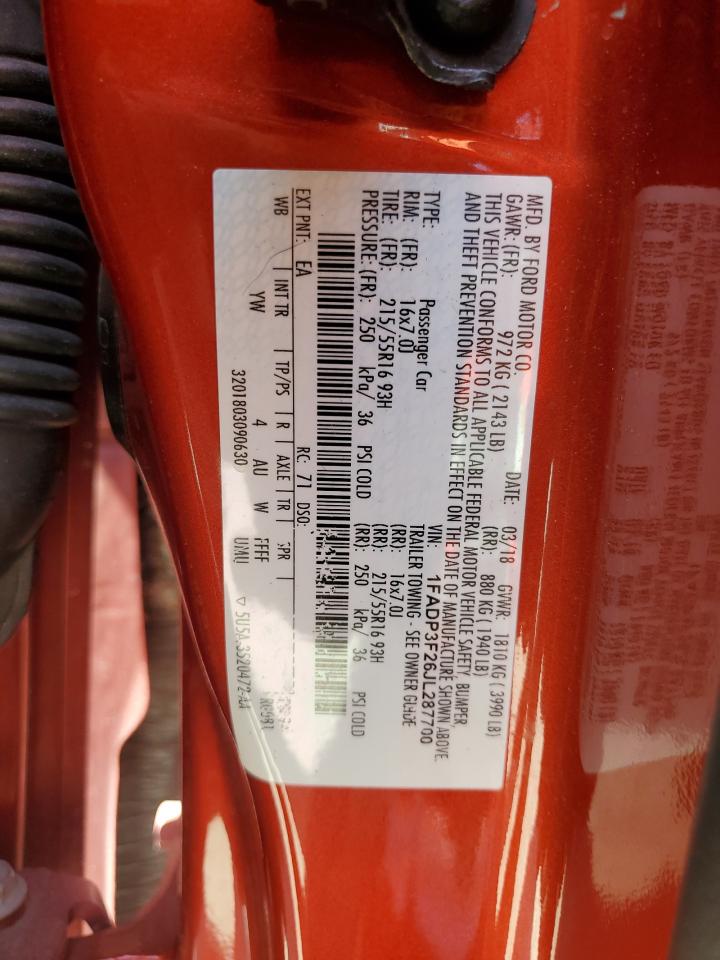 MFD. BY FORD MOTOR CO. DATE: 03/18 GVWR: 1810 KG ( 3990 LB)
GAWR: (FR): 972 KG ( 2143 LB) (RR): 880 KG ( 1940 LB)
THIS VEHICLE CONFORMS TO ALL APPLICABLE FEDERAL MOTOR VEHICLE SAFETY, BUMPER,
AND THEFT PREVENTION STANDARDS IN EFFECT ON THE DATE OF MANUFACTURE SHOWN ABOVE.
VIN: 1FADP3F26JL287700
TYPE: Passenger Car TRAILER TOWING - SEE OWNER GUIDE
RIM: (FR): 16x7.0J (RR): 16x7.0J
TIRE: (FR): 215/55R16 93H (RR): 215/55R16 93H
PRESSURE: (FR): 250 kPa/ 36 PSI COLD (RR): 250 kPa/ 36 PSI COLD
EXT PNT: EA RC: 71 DSO:
WB INT TR TP/PS R AXLE TR SPR
YW 4 AU W FFFF UMU
3201803090630 ▽ 5U5A-3S20472-AA